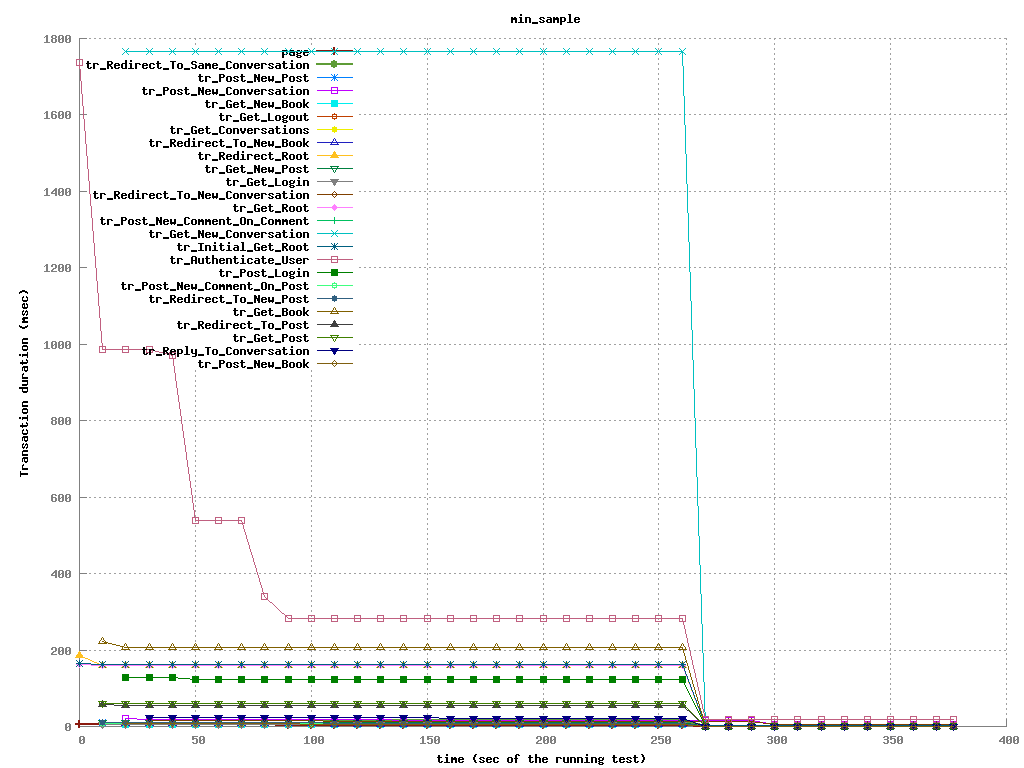 min_sample
1800
1600
1400
1200
1000
800
600
400
200
0
Transaction duration (msec)
page
tr_Redirect_To_Same_Conversation
tr_Post_New_Post
tr_Post_New_Conversation
tr_Get_New_Book
tr_Get_Logout
tr_Get_Conversations
tr_Redirect_To_New_Book
tr_Redirect_Root
tr_Get_New_Post
tr_Get_Login
tr_Redirect_To_New_Conversation
tr_Get_Root
tr_Post_New_Comment_On_Comment
tr_Get_New_Conversation
tr_Initial_Get_Root
tr_Authenticate_User
tr_Post_Login
tr_Post_New_Comment_On_Post
tr_Redirect_To_New_Post
tr_Get_Book
tr_Redirect_To_Post
tr_Get_Post
tr_Reply_To_Conversation
tr_Post_New_Book
0 50 100 150 200 250 300 350 400
time (sec of the running test)